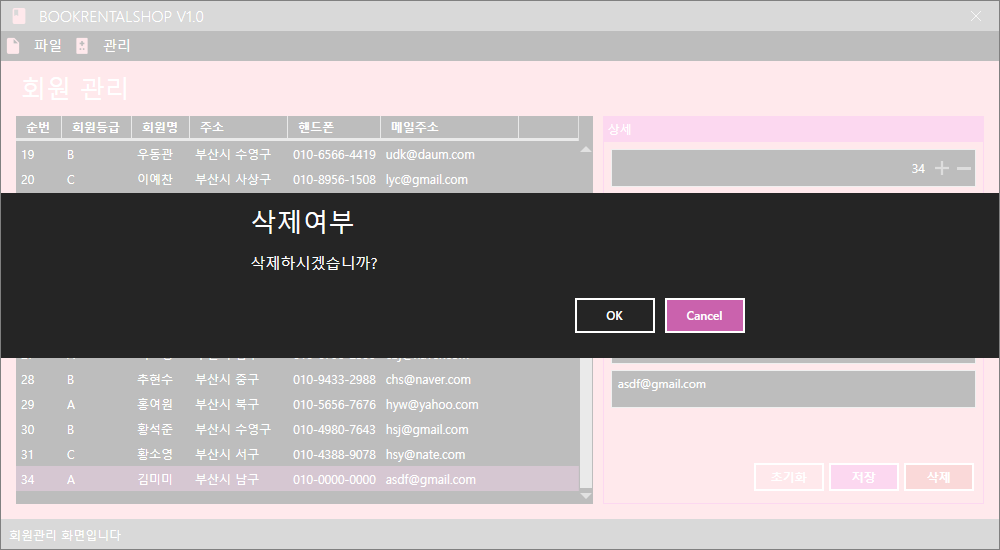 BOOKRENTALSHOP V1.0
파일 관리
회원 관리
순번 회원등급 회원명 주소 핸드폰 메일주소
19 B 우동관 부산시 수영구 010-6566-4419 udk@daum.com
20 C 이예찬 부산시 사상구 010-8956-1508 lyc@gmail.com
상세
34
삭제여부
삭제하시겠습니까?
OK Cancel
28 B 추현수 부산시 중구 010-9433-2988 chs@naver.com
29 A 홍여원 부산시 북구 010-5656-7676 hyw@yahoo.com
30 B 황석준 부산시 수영구 010-4980-7643 hsj@gmail.com
31 C 황소영 부산시 서구 010-4388-9078 hsy@nate.com
34 A 김미미 부산시 남구 010-0000-0000 asdf@gmail.com
asdf@gmail.com
초기화 저장 삭제
회원관리 화면입니다